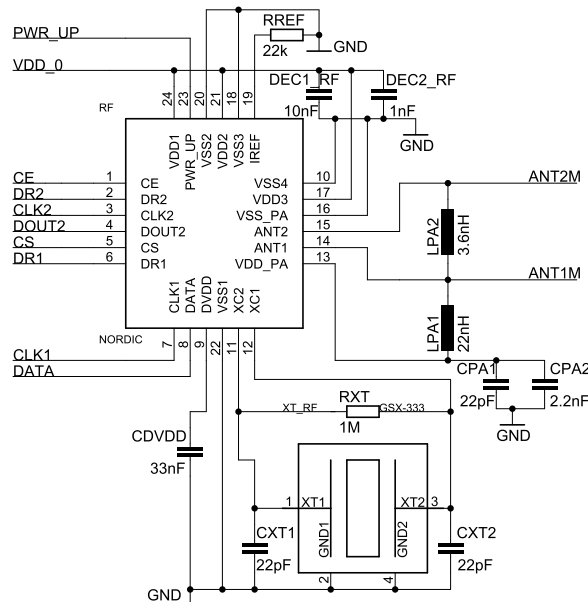 PWR_UP
RREF
22k
GND
VDD_0
DEC1_RF
DEC2_RF
10nF
1nF
GND
24
23
20
21
18
19
RF
VDD1
PWR_UP
VSS2
VDD2
VSS3
IREF
CE 1 CE
DR2 2 DR2
CLK2 3 CLK2
DOUT2 4 DOUT2
CS 5 CS
DR1 6 DR1
VSS4 10
VDD3 17
VSS_PA 16
ANT2 15
ANT1 14
VDD_PA 13
ANT2M
LPA2
3.6nH
ANT1M
LPA1
22nH
CLK1
DATA
DVDD
VSS1
XC2
XC1
NORDIC
7
8
9
22
11
12
CLK1
DATA
CPA1
22pF
CPA2
2.2nF
GND
XT_RF
RXT
1M
GSX-333
CDVDD
33nF
1
XT1
GND1
GND2
XT2
3
CXT1
22pF
CXT2
22pF
2
4
GND